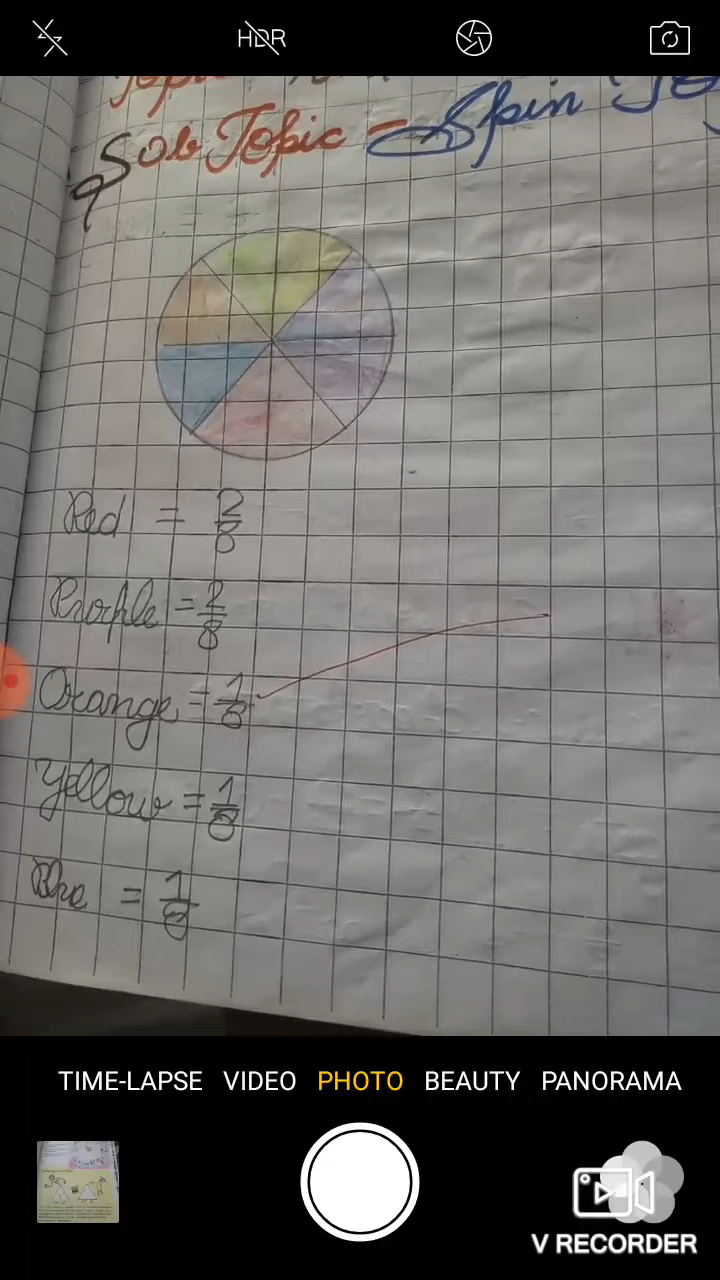 HDR
Sub Topic - Spin
Red = 2/8
Prorple = 2/8
Orange = 1/8
Yellow = 1/8
Blue = 1/8
TIME-LAPSE VIDEO PHOTO BEAUTY PANORAMA
V RECORDER